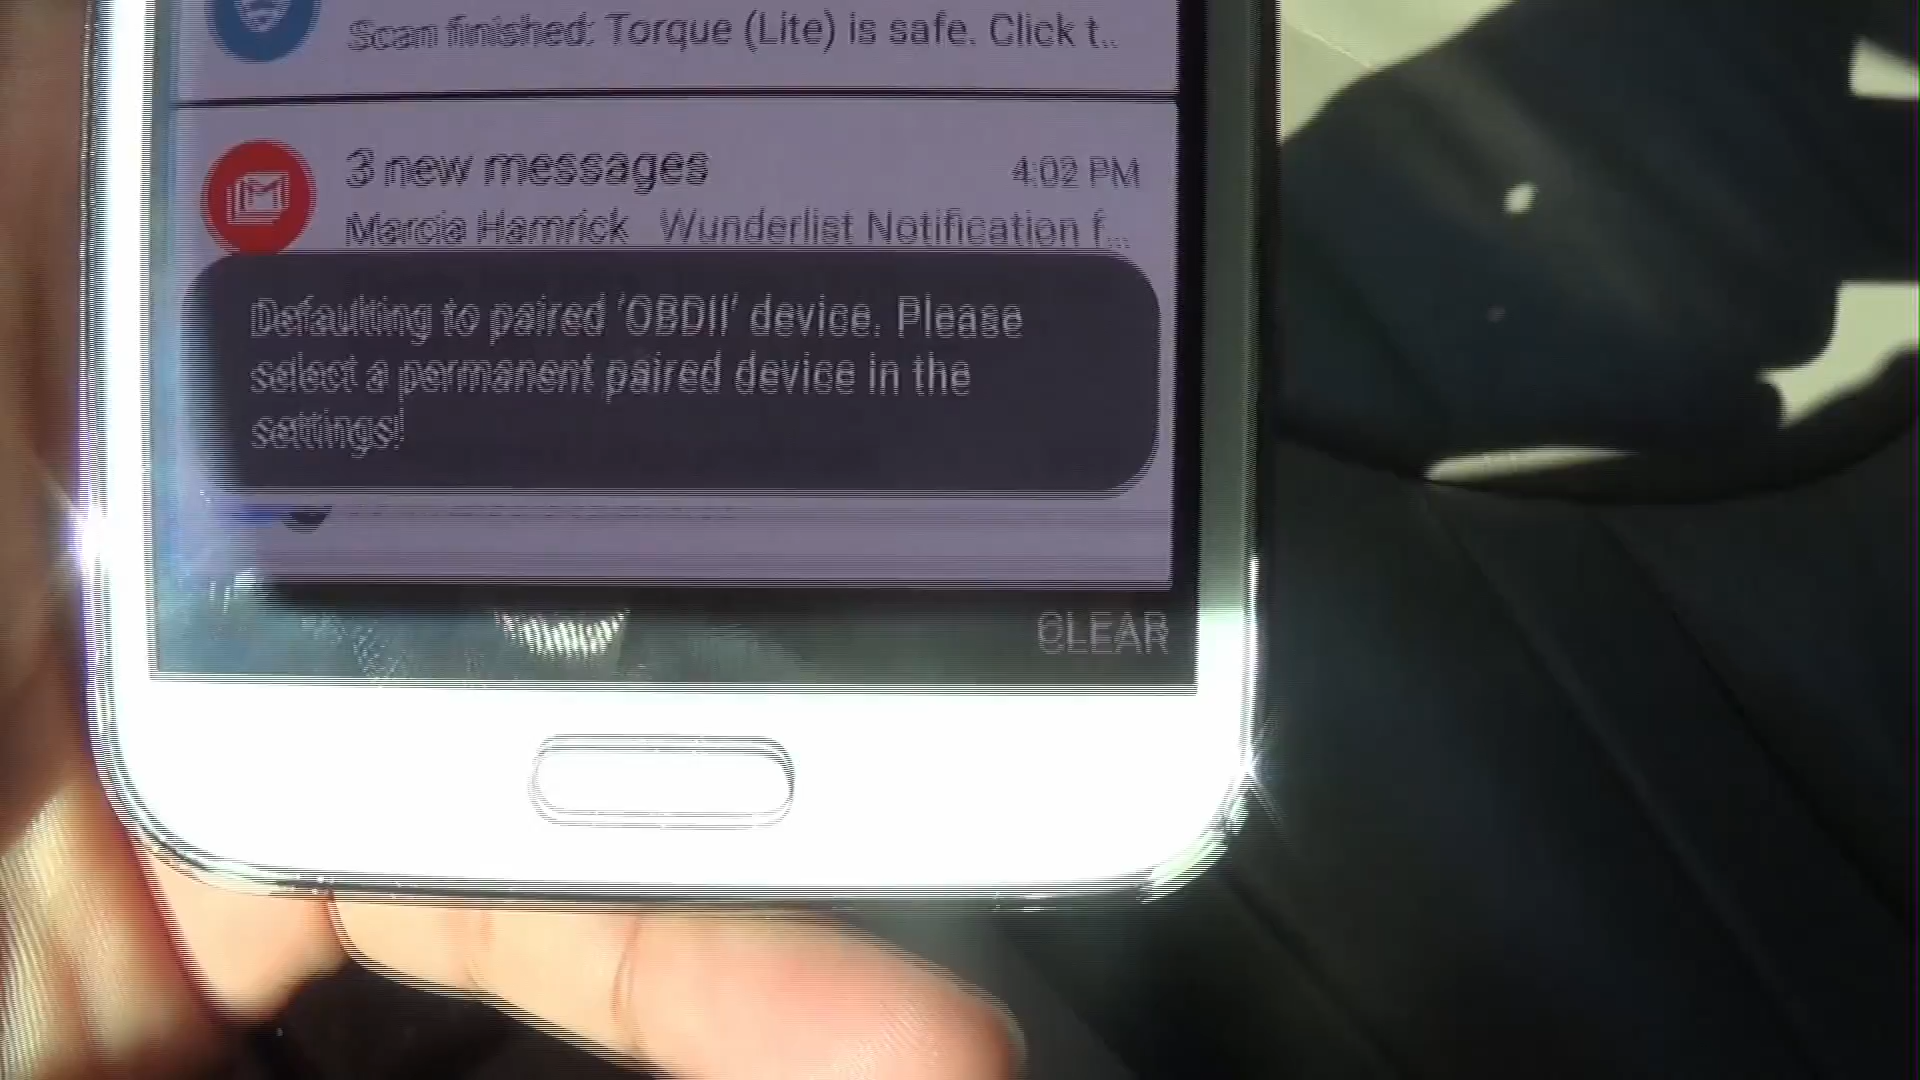 Scan finished: Torque (Lite) is safe. Click t..
3 new messages 4:02 PM
Marcia Hamrick Wunderlist Notification f...
Defaulting to paired 'OBDII' device. Please
select a permanent paired device in the
settings!
CLEAR